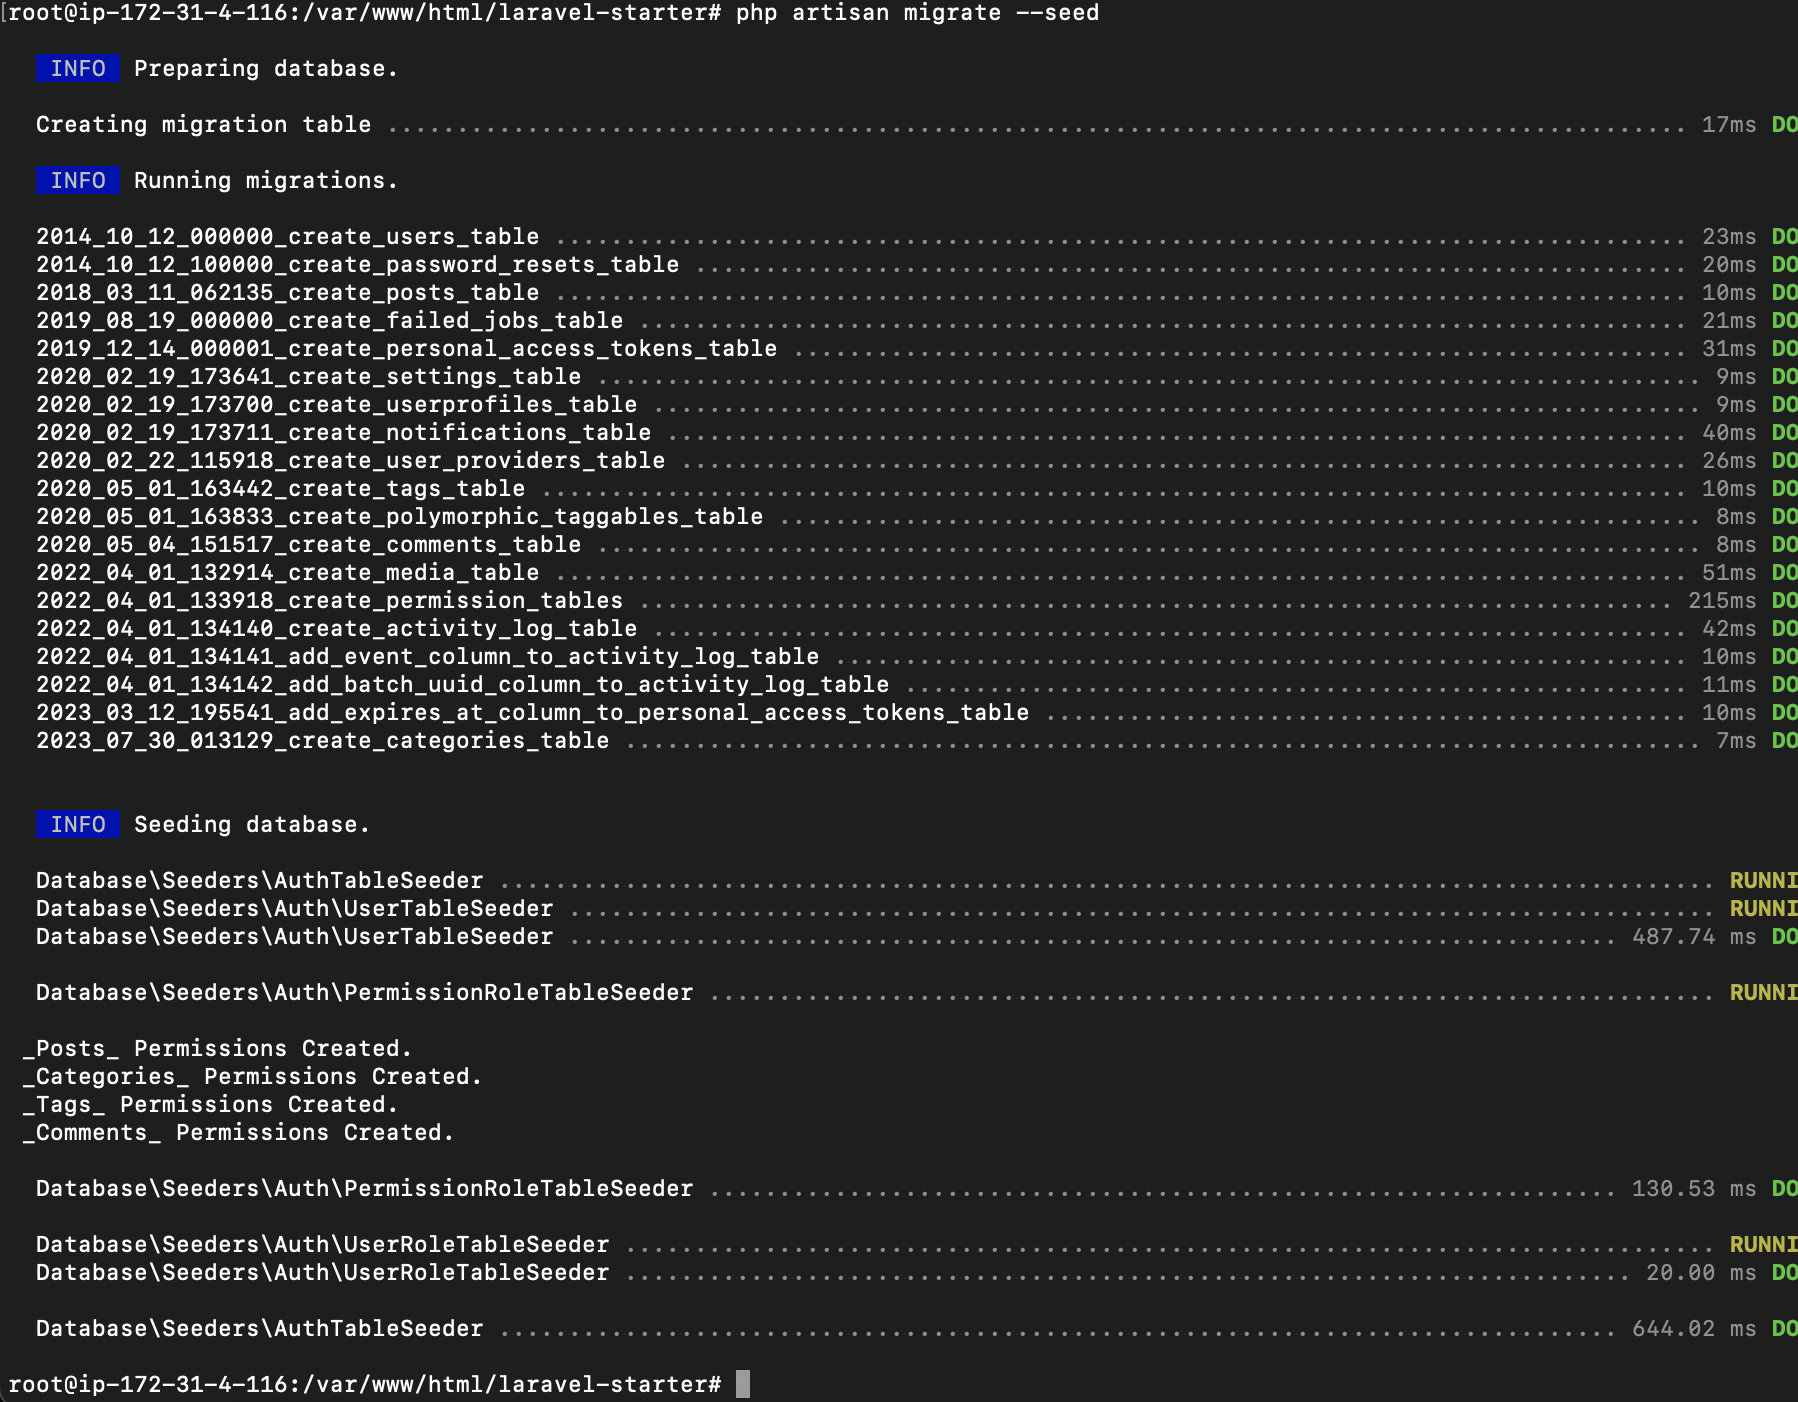 [root@ip-172-31-4-116:/var/www/html/laravel-starter# php artisan migrate --seed
INFO Preparing database.
Creating migration table ............................................................................................. 17ms DO
INFO Running migrations.
2014_10_12_000000_create_users_table ................................................................................. 23ms DO
2014_10_12_100000_create_password_resets_table ....................................................................... 20ms DO
2018_03_11_062135_create_posts_table ................................................................................. 10ms DO
2019_08_19_000000_create_failed_jobs_table ........................................................................... 21ms DO
2019_12_14_000001_create_personal_access_tokens_table ................................................................ 31ms DO
2020_02_19_173641_create_settings_table ............................................................................... 9ms DO
2020_02_19_173700_create_userprofiles_table ........................................................................... 9ms DO
2020_02_19_173711_create_notifications_table ......................................................................... 40ms DO
2020_02_22_115918_create_user_providers_table ........................................................................ 26ms DO
2020_05_01_163442_create_tags_table .................................................................................. 10ms DO
2020_05_01_163833_create_polymorphic_taggables_table .................................................................. 8ms DO
2020_05_04_151517_create_comments_table ............................................................................... 8ms DO
2022_04_01_132914_create_media_table ................................................................................. 51ms DO
2022_04_01_133918_create_permission_tables .......................................................................... 215ms DO
2022_04_01_134140_create_activity_log_table .......................................................................... 42ms DO
2022_04_01_134141_add_event_column_to_activity_log_table ............................................................. 10ms DO
2022_04_01_134142_add_batch_uuid_column_to_activity_log_table ........................................................ 11ms DO
2023_03_12_195541_add_expires_at_column_to_personal_access_tokens_table .............................................. 10ms DO
2023_07_30_013129_create_categories_table ............................................................................. 7ms DO
INFO Seeding database.
Database\Seeders\AuthTableSeeder ....................................................................................... RUNNI
Database\Seeders\Auth\UserTableSeeder .................................................................................. RUNNI
Database\Seeders\Auth\UserTableSeeder ........................................................................... 487.74 ms DO
Database\Seeders\Auth\PermissionRoleTableSeeder ........................................................................ RUNNI
_Posts_ Permissions Created.
_Categories_ Permissions Created.
_Tags_ Permissions Created.
_Comments_ Permissions Created.
Database\Seeders\Auth\PermissionRoleTableSeeder ................................................................. 130.53 ms DO
Database\Seeders\Auth\UserRoleTableSeeder .............................................................................. RUNNI
Database\Seeders\Auth\UserRoleTableSeeder ........................................................................ 20.00 ms DO
Database\Seeders\AuthTableSeeder ................................................................................ 644.02 ms DO
root@ip-172-31-4-116:/var/www/html/laravel-starter#